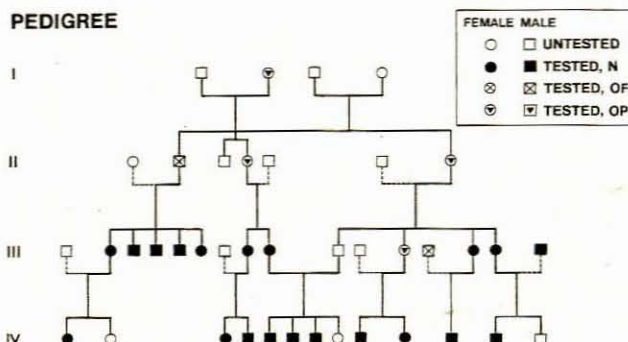 PEDIGREE
FEMALE MALE
UNTESTED
TESTED, N
TESTED, OF
TESTED, OP
I
II
III
IV